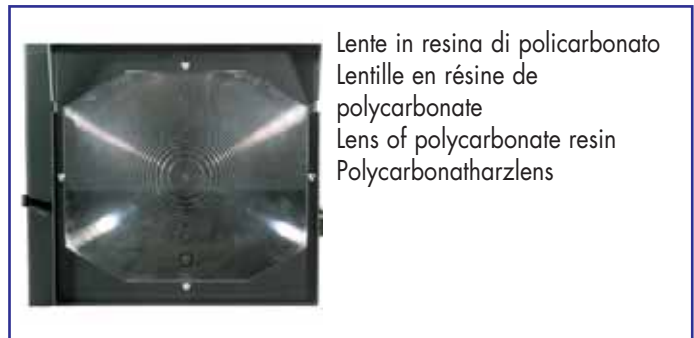 Lente in resina di policarbonato
Lentille en résine de
polycarbonate
Lens of polycarbonate resin
Polycarbonatharzlens